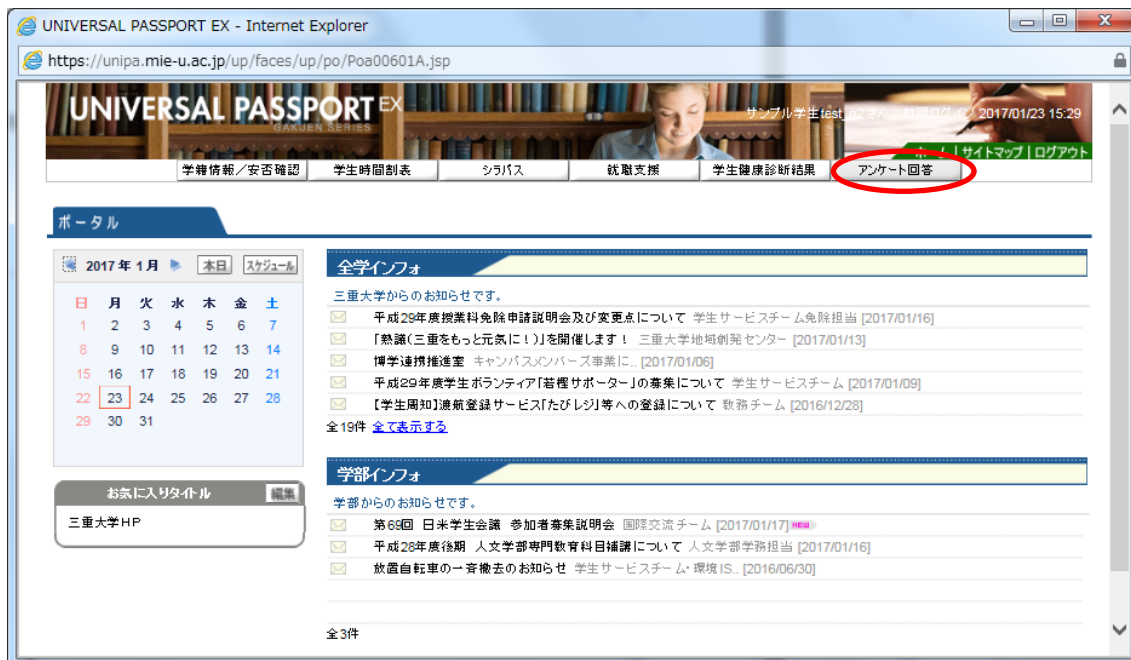 UNIVERSAL PASSPORT EX - Internet Explorer
https://unipa.mie-u.ac.jp/up/faces/up/po/Poa00601A.jsp
UNIVERSAL PASSPORT EX
GAKUEN SERIES
サンプル学生test 2017/01/23 15:29
ホーム | サイトマップ | ログアウト
学籍情報／安否確認 学生時間割表 シラバス 就職支援 学生健康診断結果 アンケート回答
ポータル
2017年 1月 本日 スケジュール
日 月 火 水 木 金 土
1 2 3 4 5 6 7
8 9 10 11 12 13 14
15 16 17 18 19 20 21
22 23 24 25 26 27 28
29 30 31
お気に入りタイトル 編集
三重大学HP
全学インフォ
三重大学からのお知らせです。
平成29年度授業料免除申請説明会及び変更点について 学生サービスチーム免除担当 [2017/01/16]
「熟議(三重をもっと元気に!)」を開催します! 三重大学地域創発センター [2017/01/13]
博学連携推進室 キャンパスメンバーズ事業に.. [2017/01/06]
平成29年度学生ボランティア「若樫サポーター」の募集について 学生サービスチーム [2017/01/09]
【学生周知】渡航登録サービス「たびレジ」等への登録について 教務チーム [2016/12/28]
全19件 全て表示する
学部インフォ
学部からのお知らせです。
第69回 日米学生会議 参加者募集説明会 国際交流チーム [2017/01/17] NEW
平成28年度後期 人文学部専門教育科目補講について 人文学部学務担当 [2017/01/16]
放置自転車の一斉撤去のお知らせ 学生サービスチーム・環境IS.. [2016/06/30]
全3件